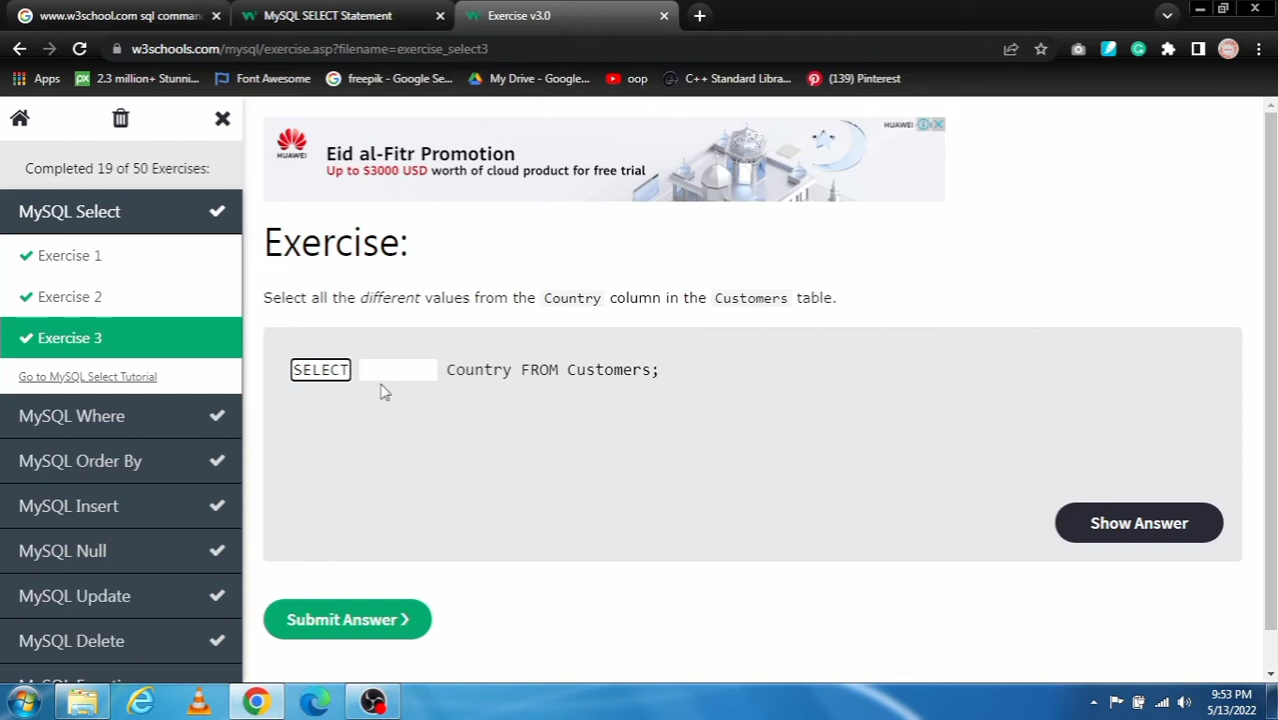 www.w3school.com sql comman
MySQL SELECT Statement
Exercise v3.0
w3schools.com/mysql/exercise.asp?filename=exercise_select3
Apps
2.3 million+ Stunni...
Font Awesome
freepik - Google Se...
My Drive - Google...
oop
C++ Standard Libra...
(139) Pinterest
Completed 19 of 50 Exercises:
MySQL Select
Exercise 1
Exercise 2
Exercise 3
Go to MySQL Select Tutorial
MySQL Where
MySQL Order By
MySQL Insert
MySQL Null
MySQL Update
MySQL Delete
HUAWEI
Eid al-Fitr Promotion
Up to $3000 USD worth of cloud product for free trial
HUAWEI
Exercise:
Select all the different values from the Country column in the Customers table.
SELECT Country FROM Customers;
Show Answer
Submit Answer ❯
9:53 PM
5/13/2022